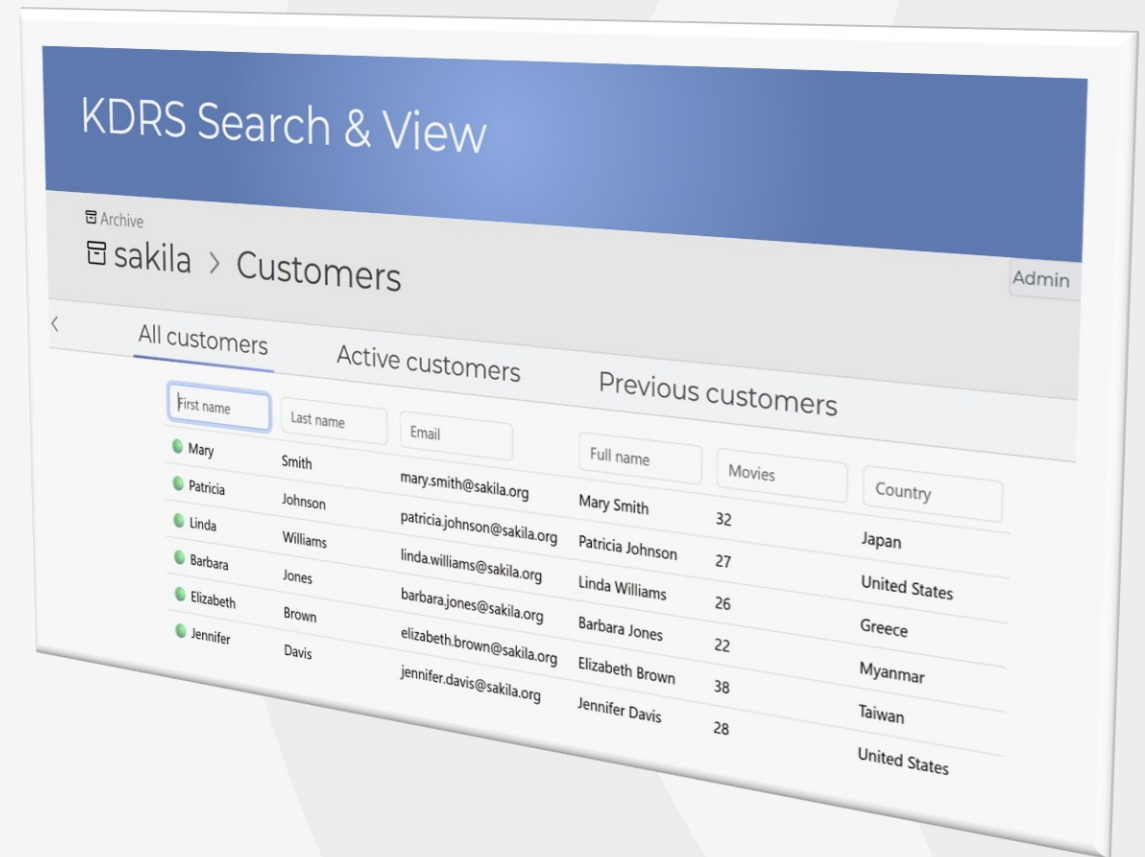 KDRS Search & View
Archive
sakila > Customers
Admin
< All customers Active customers Previous customers
First name Last name Email Full name Movies Country
Mary Smith mary.smith@sakila.org Mary Smith 32 Japan
Patricia Johnson patricia.johnson@sakila.org Patricia Johnson 27 United States
Linda Williams linda.williams@sakila.org Linda Williams 26 Greece
Barbara Jones barbara.jones@sakila.org Barbara Jones 22 Myanmar
Elizabeth Brown elizabeth.brown@sakila.org Elizabeth Brown 38 Taiwan
Jennifer Davis jennifer.davis@sakila.org Jennifer Davis 28 United States